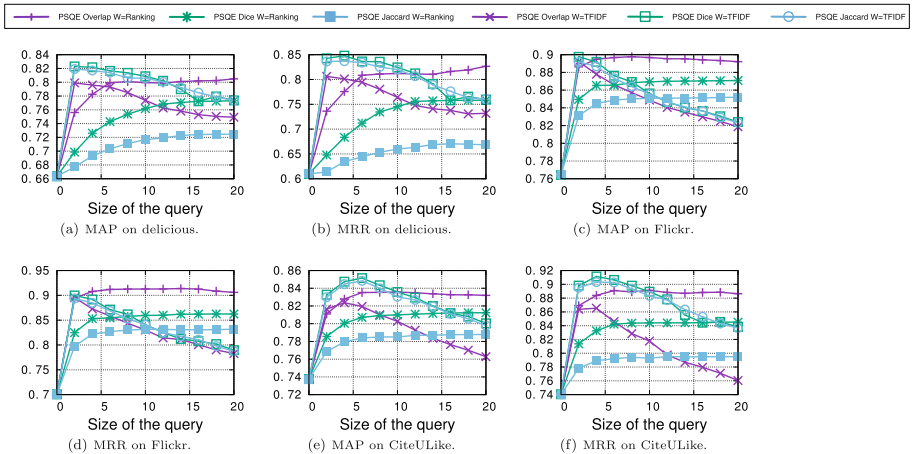 PSQE Overlap W=Ranking PSQE Dice W=Ranking PSQE Jaccard W=Ranking PSQE Overlap W=TFIDF PSQE Dice W=TFIDF PSQE Jaccard W=TFIDF
0.84
0.82
0.8
0.78
0.76
0.74
0.72
0.7
0.68
0.66
0 5 10 15 20
Size of the query
(a) MAP on delicious.
0.85
0.8
0.75
0.7
0.65
0.6
0 5 10 15 20
Size of the query
(b) MRR on delicious.
0.9
0.88
0.86
0.84
0.82
0.8
0.78
0.76
0 5 10 15 20
Size of the query
(c) MAP on Flickr.
0.95
0.9
0.85
0.8
0.75
0.7
0 5 10 15 20
Size of the query
(d) MRR on Flickr.
0.86
0.84
0.82
0.8
0.78
0.76
0.74
0.72
0 5 10 15 20
Size of the query
(e) MAP on CiteULike.
0.92
0.9
0.88
0.86
0.84
0.82
0.8
0.78
0.76
0.74
0 5 10 15 20
Size of the query
(f) MRR on CiteULike.